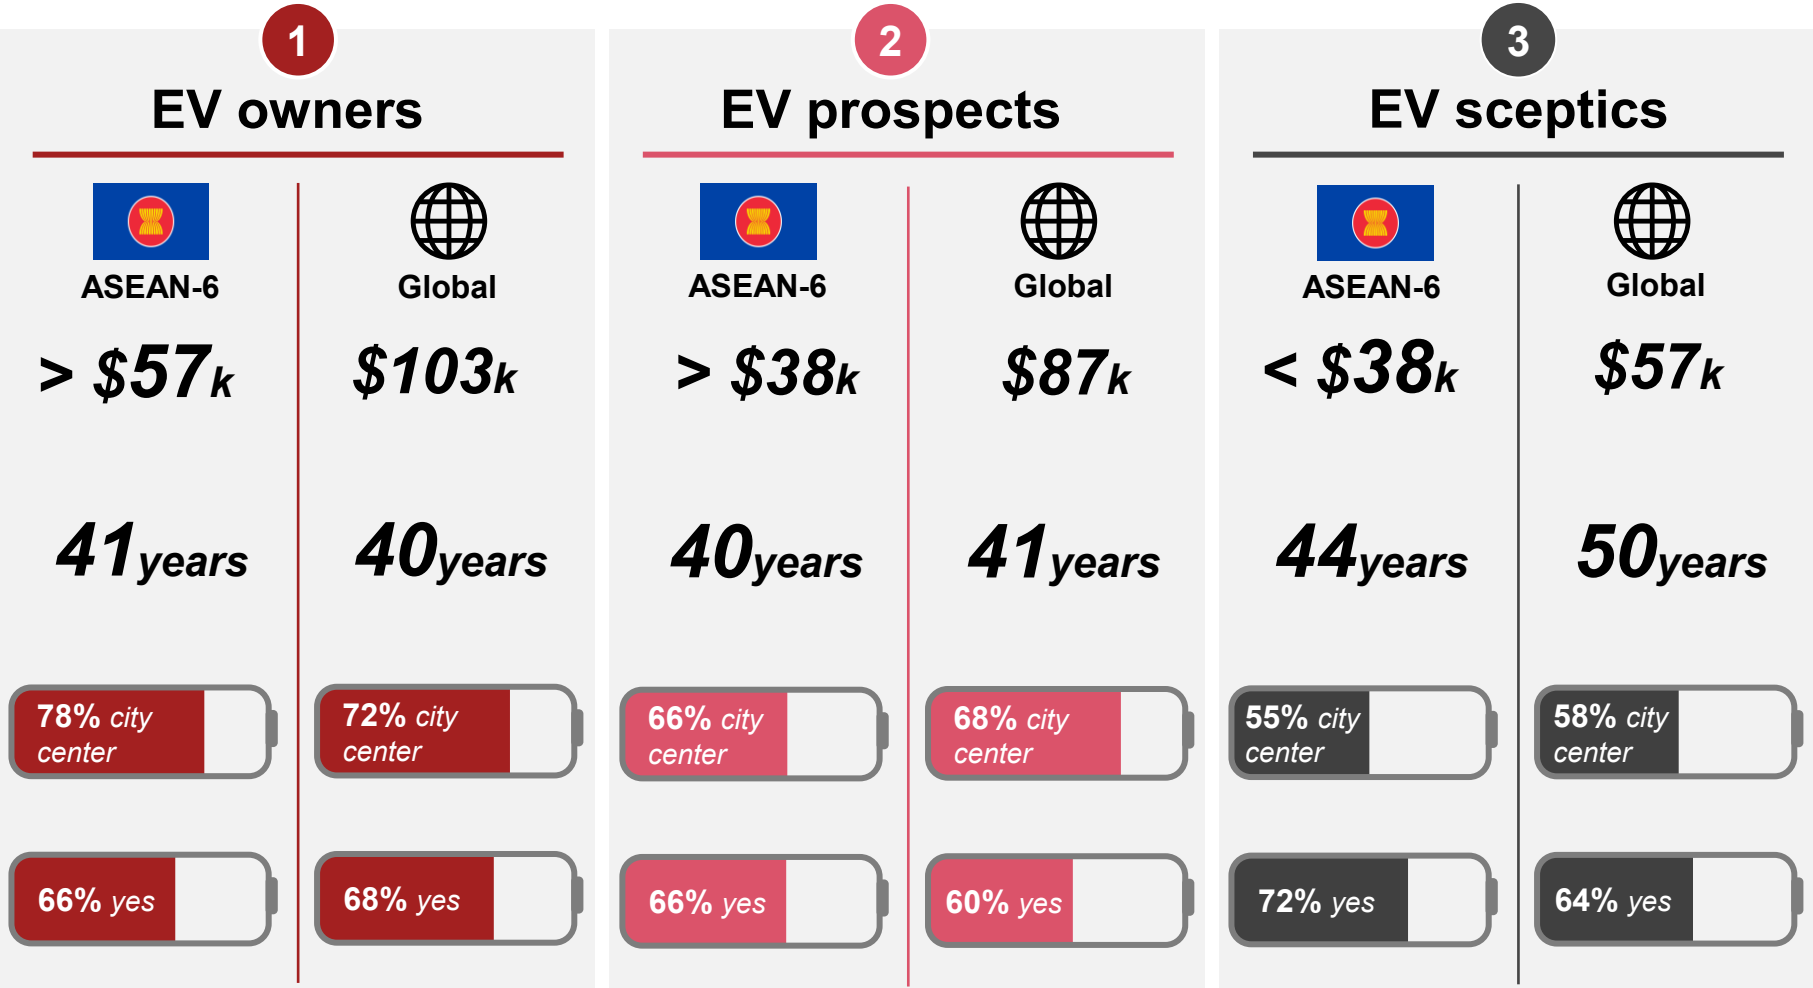 1
EV owners
ASEAN-6
Global
> $57k
$103k
41years
40years
78% city
center
72% city
center
66% yes
68% yes
2
EV prospects
ASEAN-6
Global
> $38k
$87k
40years
41years
66% city
center
68% city
center
66% yes
60% yes
3
EV sceptics
ASEAN-6
Global
< $38k
$57k
44years
50years
55% city
center
58% city
center
72% yes
64% yes